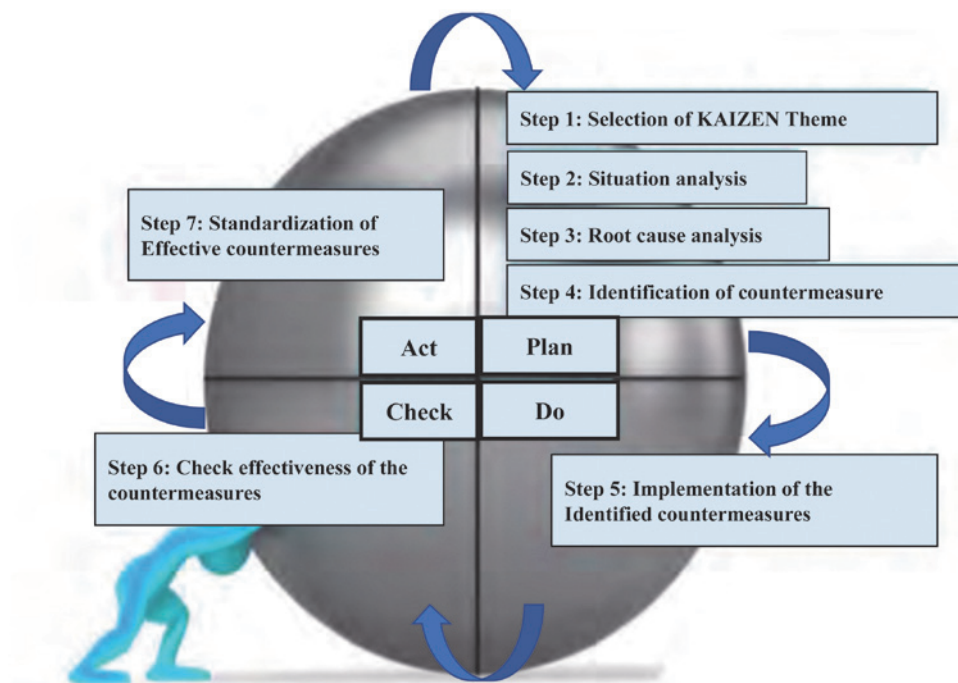 Step 1: Selection of KAIZEN Theme
Step 2: Situation analysis
Step 3: Root cause analysis
Step 4: Identification of countermeasure
Step 7: Standardization of
Effective countermeasures
Act
Plan
Check
Do
Step 6: Check effectiveness of the
countermeasures
Step 5: Implementation of the
Identified countermeasures